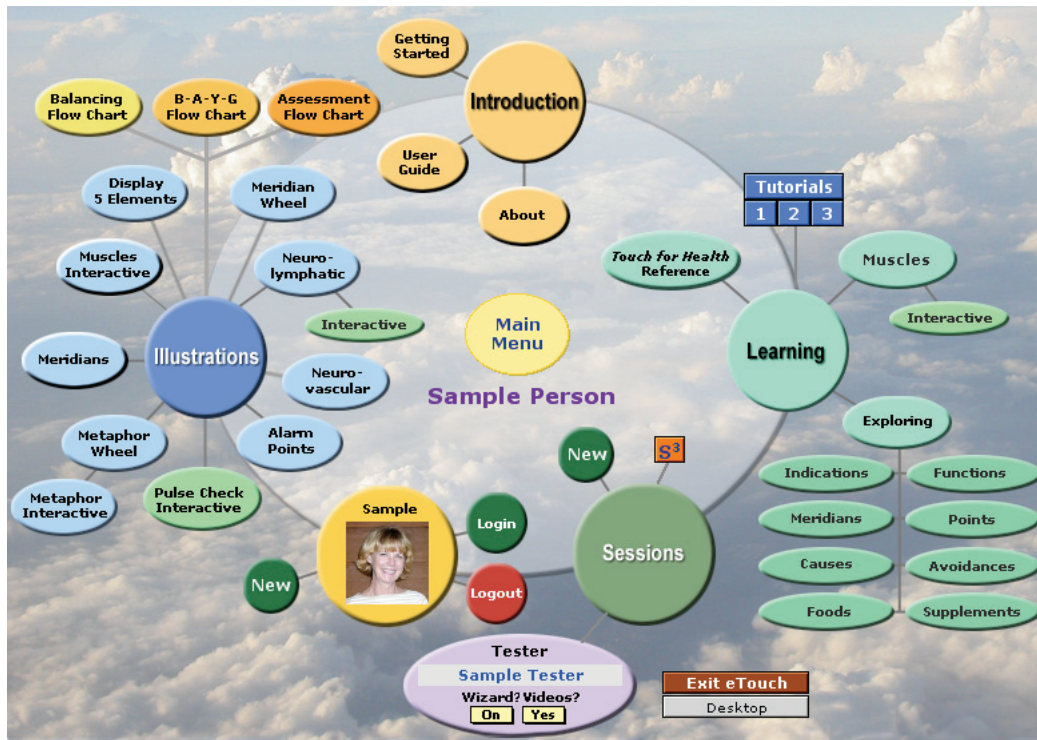 Getting
Started
Introduction
User
Guide
About
Balancing
Flow Chart
B-A-Y-G
Flow Chart
Assessment
Flow Chart
Display
5 Elements
Meridian
Wheel
Muscles
Interactive
Neuro-
lymphatic
Interactive
Illustrations
Meridians
Neuro-
vascular
Metaphor
Wheel
Alarm
Points
Metaphor
Interactive
Pulse Check
Interactive
Main
Menu
Sample Person
Tutorials
1 2 3
Touch for Health
Reference
Muscles
Interactive
Learning
Exploring
Indications
Functions
Meridians
Points
Causes
Avoidances
Foods
Supplements
Sample
New
Login
Logout
New
S³
Sessions
Tester
Sample Tester
Wizard? Videos?
On Yes
Exit eTouch
Desktop